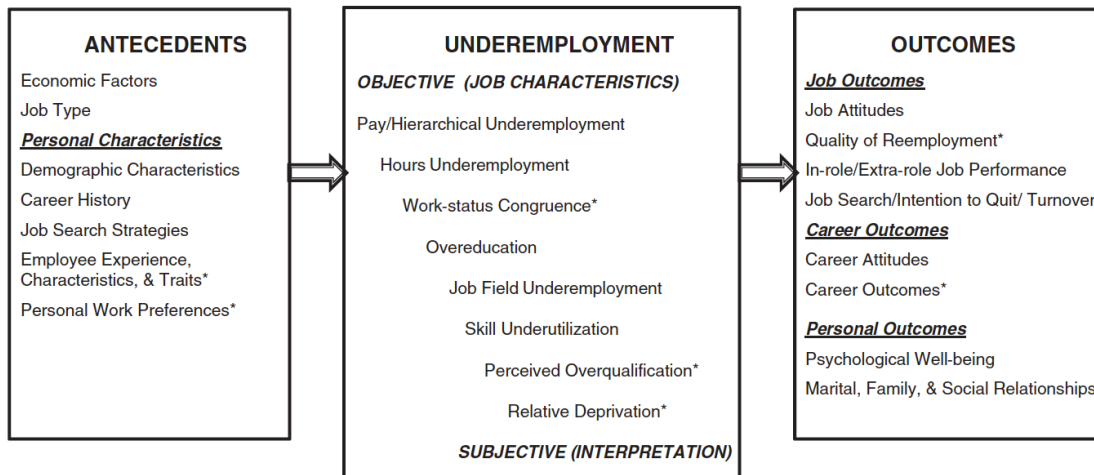 ANTECEDENTS
Economic Factors
Job Type
Personal Characteristics
Demographic Characteristics
Career History
Job Search Strategies
Employee Experience,
Characteristics, & Traits*
Personal Work Preferences*
UNDEREMPLOYMENT
OBJECTIVE (JOB CHARACTERISTICS)
Pay/Hierarchical Underemployment
Hours Underemployment
Work-status Congruence*
Overeducation
Job Field Underemployment
Skill Underutilization
Perceived Overqualification*
Relative Deprivation*
SUBJECTIVE (INTERPRETATION)
OUTCOMES
Job Outcomes
Job Attitudes
Quality of Reemployment*
In-role/Extra-role Job Performance
Job Search/Intention to Quit/ Turnover
Career Outcomes
Career Attitudes
Career Outcomes*
Personal Outcomes
Psychological Well-being
Marital, Family, & Social Relationships